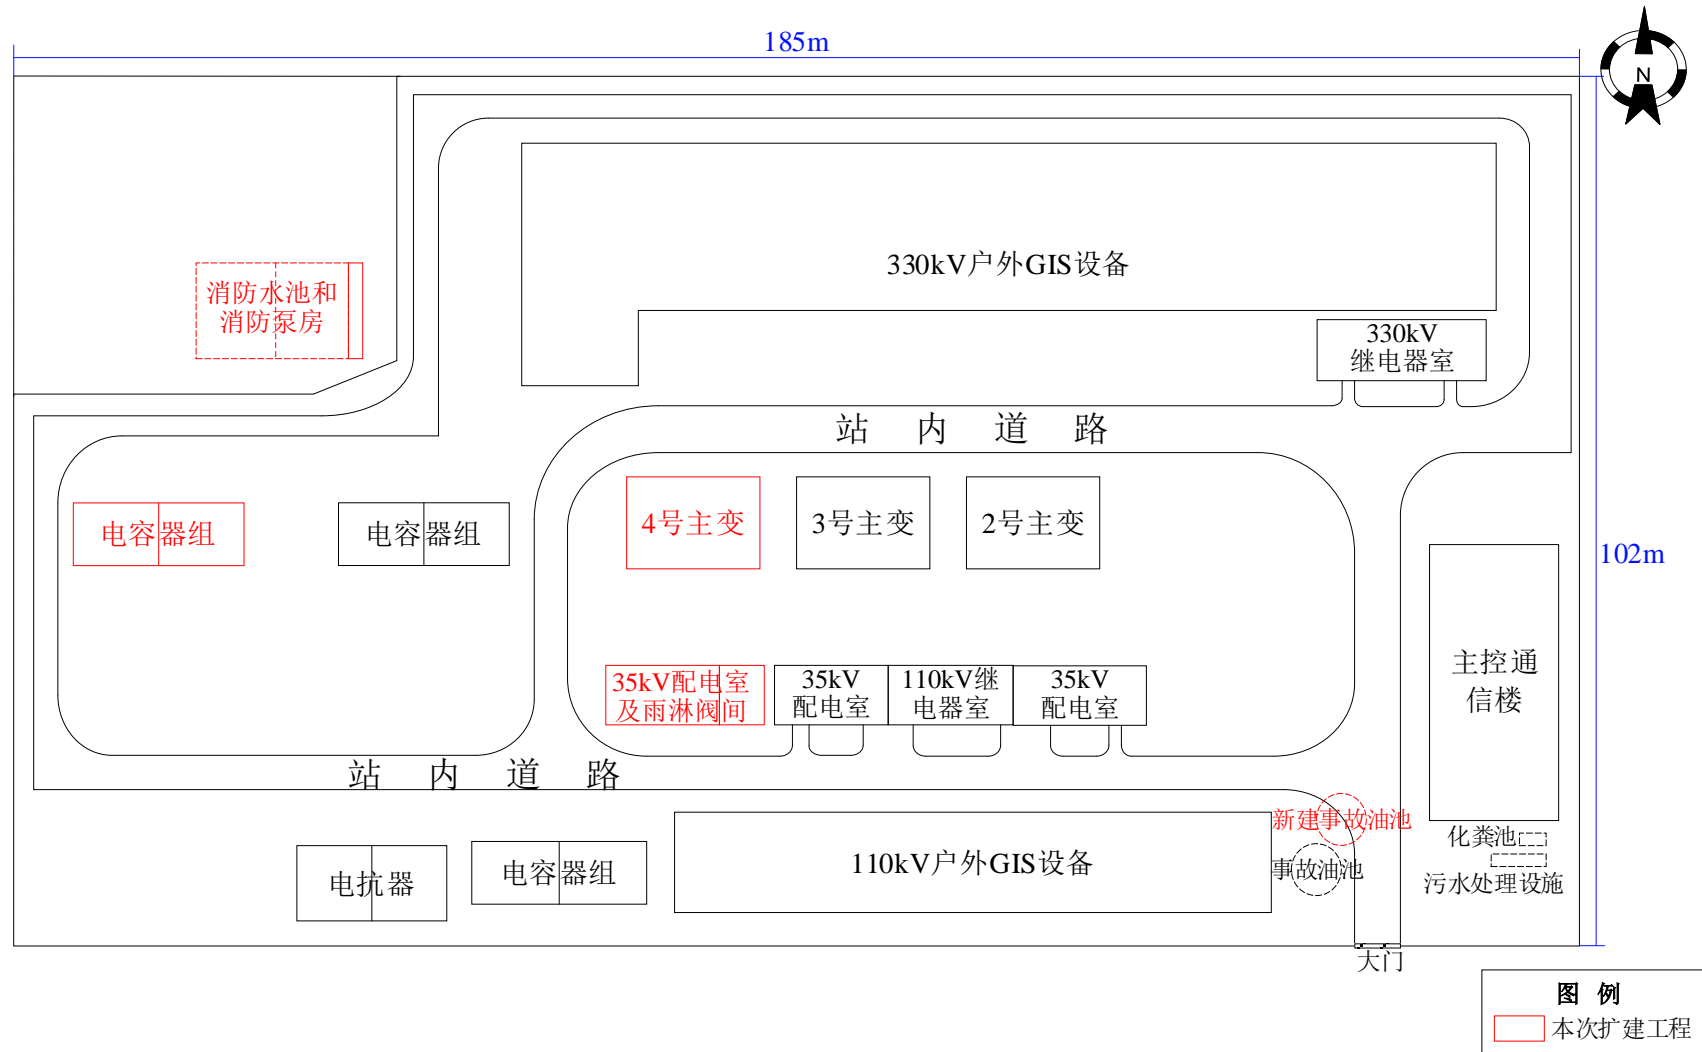 185m
N
330kV户外GIS设备
消防水池和
消防泵房
330kV
继电器室
站内道路
电容器组
电容器组
4号主变
3号主变
2号主变
102m
35kV配电室
及雨淋阀间
35kV
配电室
110kV继
电器室
35kV
配电室
主控通
信楼
站内道路
新建事故油池
化粪池
电抗器
电容器组
110kV户外GIS设备
事故油池
污水处理设施
大门
图例
本次扩建工程